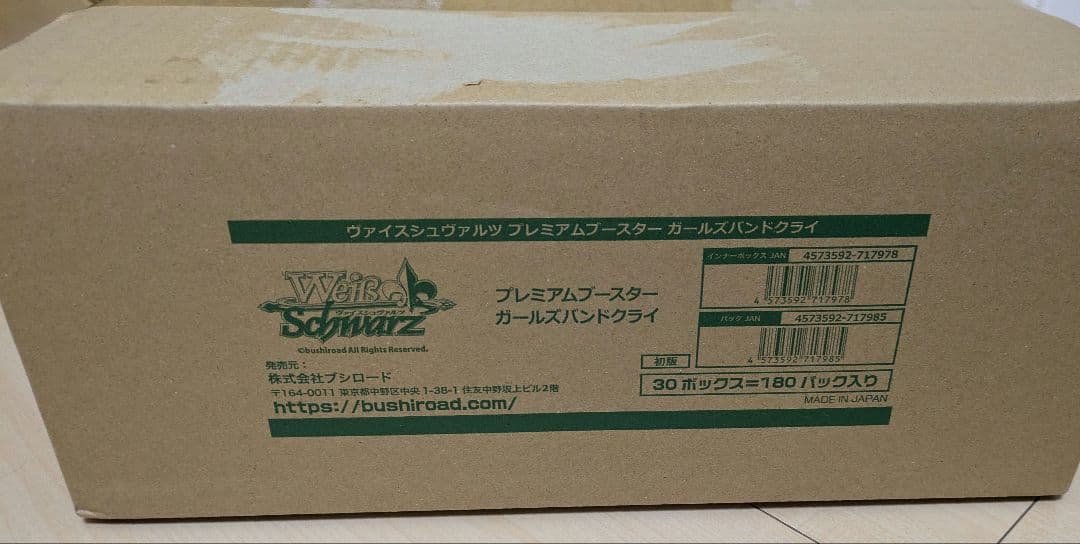 ヴァイスシュヴァルツ プレミアムブースター ガールズバンドクライ
Weiß
ヴァイスシュヴァルツ
Schwarz
©bushiroad All Rights Reserved.
プレミアムブースター
ガールズバンドクライ
インナーボックス JAN 4573592-717978
4 573592 717978
パック JAN 4573592-717985
4 573592 717985
初版
30 ボックス=180 パック入り
MADE IN JAPAN
発売元:
株式会社ブシロード
〒164-0011 東京都中野区中央 1-38-1 住友中野坂上ビル2階
https://bushiroad.com/